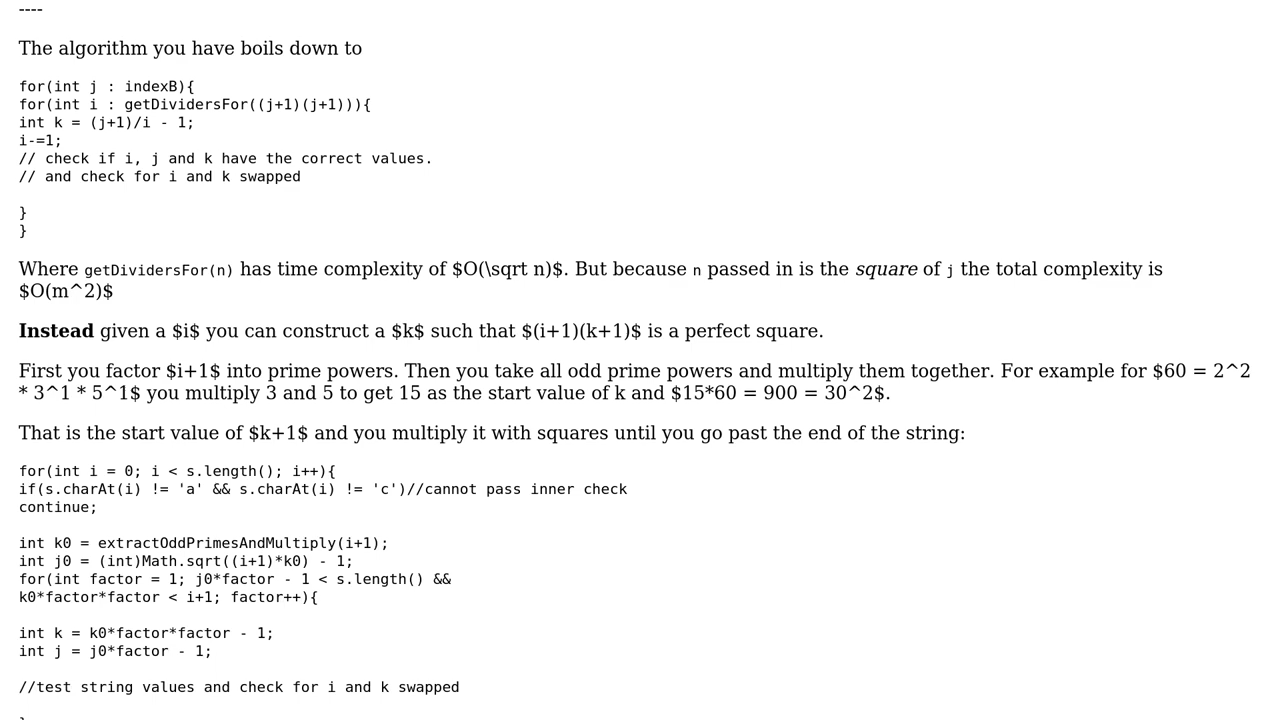 ----
The algorithm you have boils down to
for(int j : indexB){
for(int i : getDividersFor((j+1)(j+1))){
int k = (j+1)/i - 1;
i-=1;
// check if i, j and k have the correct values.
// and check for i and k swapped
}
}
Where getDividersFor(n) has time complexity of $O(\sqrt n)$. But because n passed in is the square of j the total complexity is
$O(m^2)$
Instead given a $i$ you can construct a $k$ such that $(i+1)(k+1)$ is a perfect square.
First you factor $i+1$ into prime powers. Then you take all odd prime powers and multiply them together. For example for $60 = 2^2
* 3^1 * 5^1$ you multiply 3 and 5 to get 15 as the start value of k and $15*60 = 900 = 30^2$.
That is the start value of $k+1$ and you multiply it with squares until you go past the end of the string:
for(int i = 0; i < s.length(); i++){
if(s.charAt(i) != 'a' && s.charAt(i) != 'c')//cannot pass inner check
continue;
int k0 = extractOddPrimesAndMultiply(i+1);
int j0 = (int)Math.sqrt((i+1)*k0) - 1;
for(int factor = 1; j0*factor - 1 < s.length() &&
k0*factor*factor < i+1; factor++){
int k = k0*factor*factor - 1;
int j = j0*factor - 1;
//test string values and check for i and k swapped
}